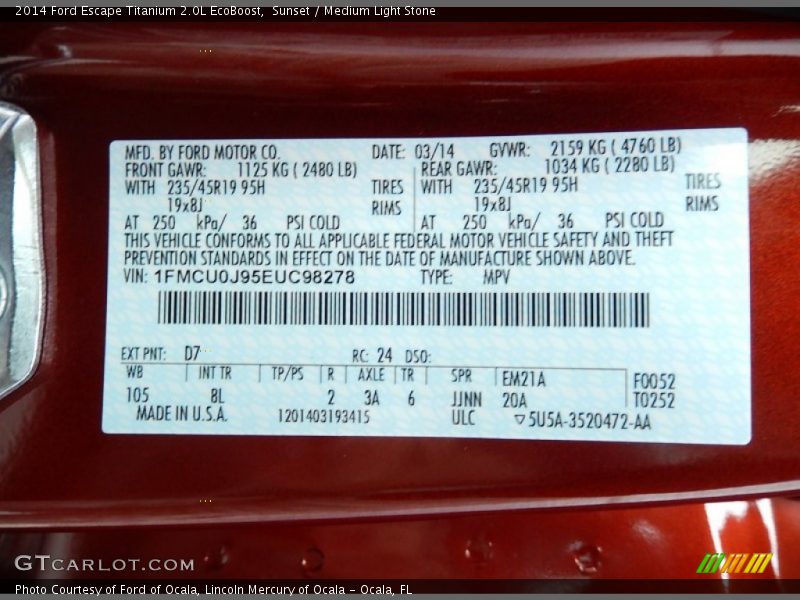 2014 Ford Escape Titanium 2.0L EcoBoost,  Sunset / Medium Light Stone
MFD. BY FORD MOTOR CO. DATE: 03/14 GVWR: 2159 KG ( 4760 LB)
FRONT GAWR: 1125 KG ( 2480 LB) REAR GAWR: 1034 KG ( 2280 LB)
WITH 235/45R19 95H TIRES WITH 235/45R19 95H TIRES
19x8J RIMS 19x8J RIMS
AT 250 kPa/ 36 PSI COLD AT 250 kPa/ 36 PSI COLD
THIS VEHICLE CONFORMS TO ALL APPLICABLE FEDERAL MOTOR VEHICLE SAFETY AND THEFT
PREVENTION STANDARDS IN EFFECT ON THE DATE OF MANUFACTURE SHOWN ABOVE.
VIN: 1FMCU0J95EUC98278 TYPE: MPV
EXT PNT: D7 RC: 24 DSO:
WB INT TR TP/PS R AXLE TR SPR EM21A F0052
105 BL 2 3A 6 JJNN 20A T0252
MADE IN U.S.A. 1201403193415 ULC ▽5U5A-3520472-AA
GTCARLOT.COM
Photo Courtesy of Ford of Ocala, Lincoln Mercury of Ocala - Ocala, FL